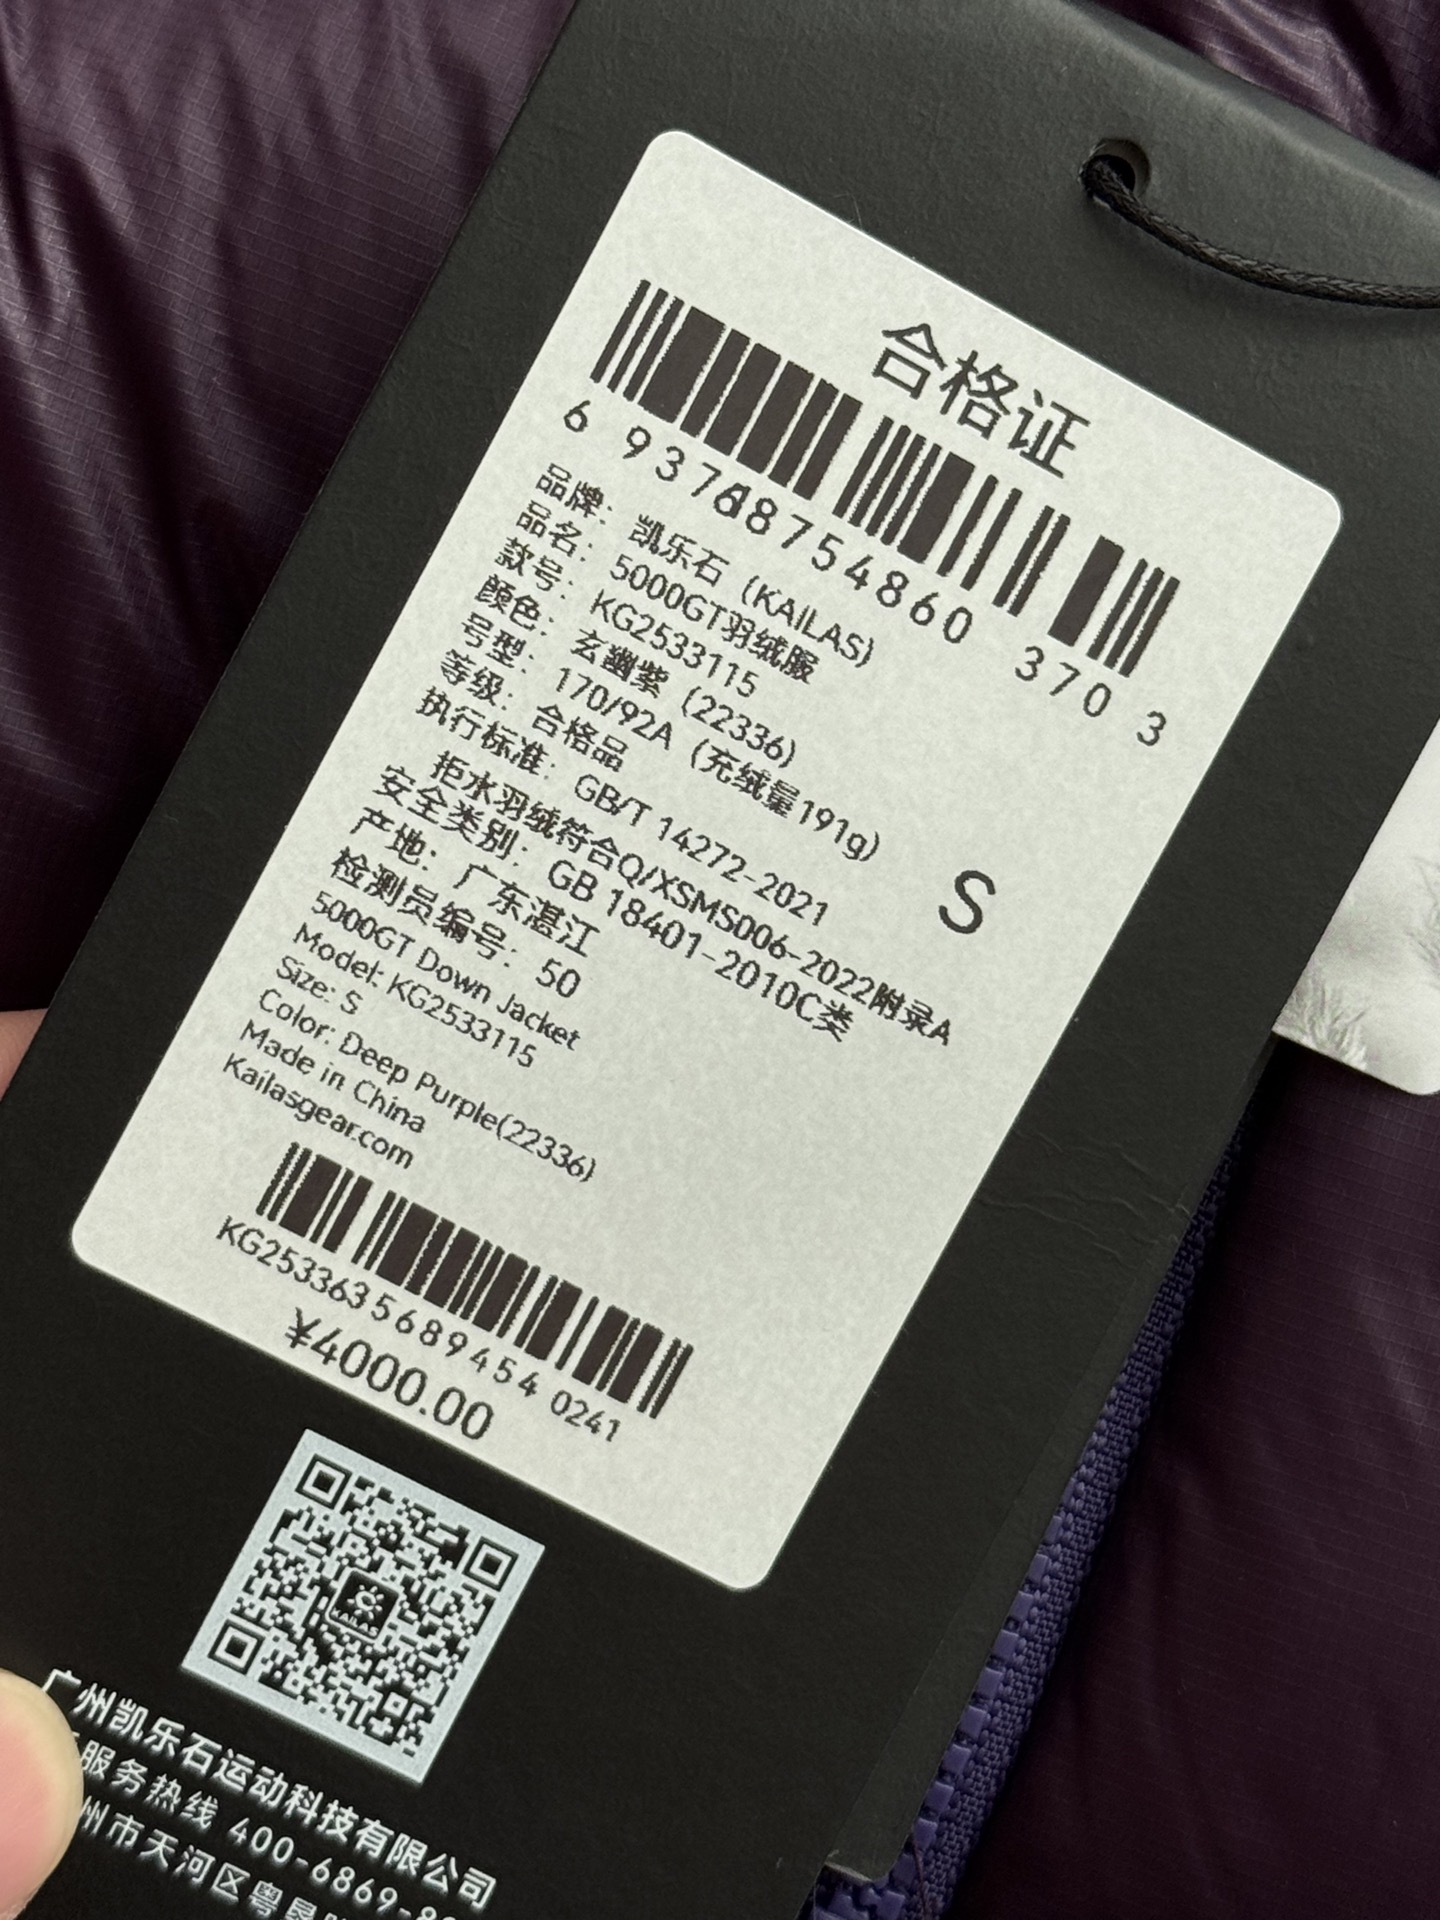 合格证
6 937687548603703
品牌：凯乐石（KAILAS）
品名：5000GT羽绒服
款号：KG2533115
颜色：玄幽紫（22336）
号型：170/92A（充绒量191g）
等级：合格品
S
执行标准：GB/T 14272-2021
拒水羽绒符合Q/XSMS006-2022附录A
安全类别：GB 18401-2010C类
产地：广东湛江
检测员编号：50
5000GT Down Jacket
Model: KG2533115
Size: S
Color: Deep Purple(22336)
Made in China
Kailasgear.com
KG25336356894540241
¥4000.00
KAILAS
广州凯乐石运动科技有限公司
服务热线 400-6869-
州市天河区粤垦